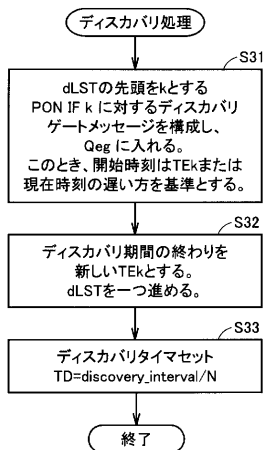 ディスカバリ処理
S31
dLSTの先頭をkとする
PON IF k に対するディスカバリ
ゲートメッセージを構成し、
Qeg に入れる。
このとき、開始時刻はTEkまたは
現在時刻の遅い方を基準とする。
S32
ディスカバリ期間の終わりを
新しいTEkとする。
dLSTを一つ進める。
S33
ディスカバリタイマセット
TD=discovery_interval/N
終了